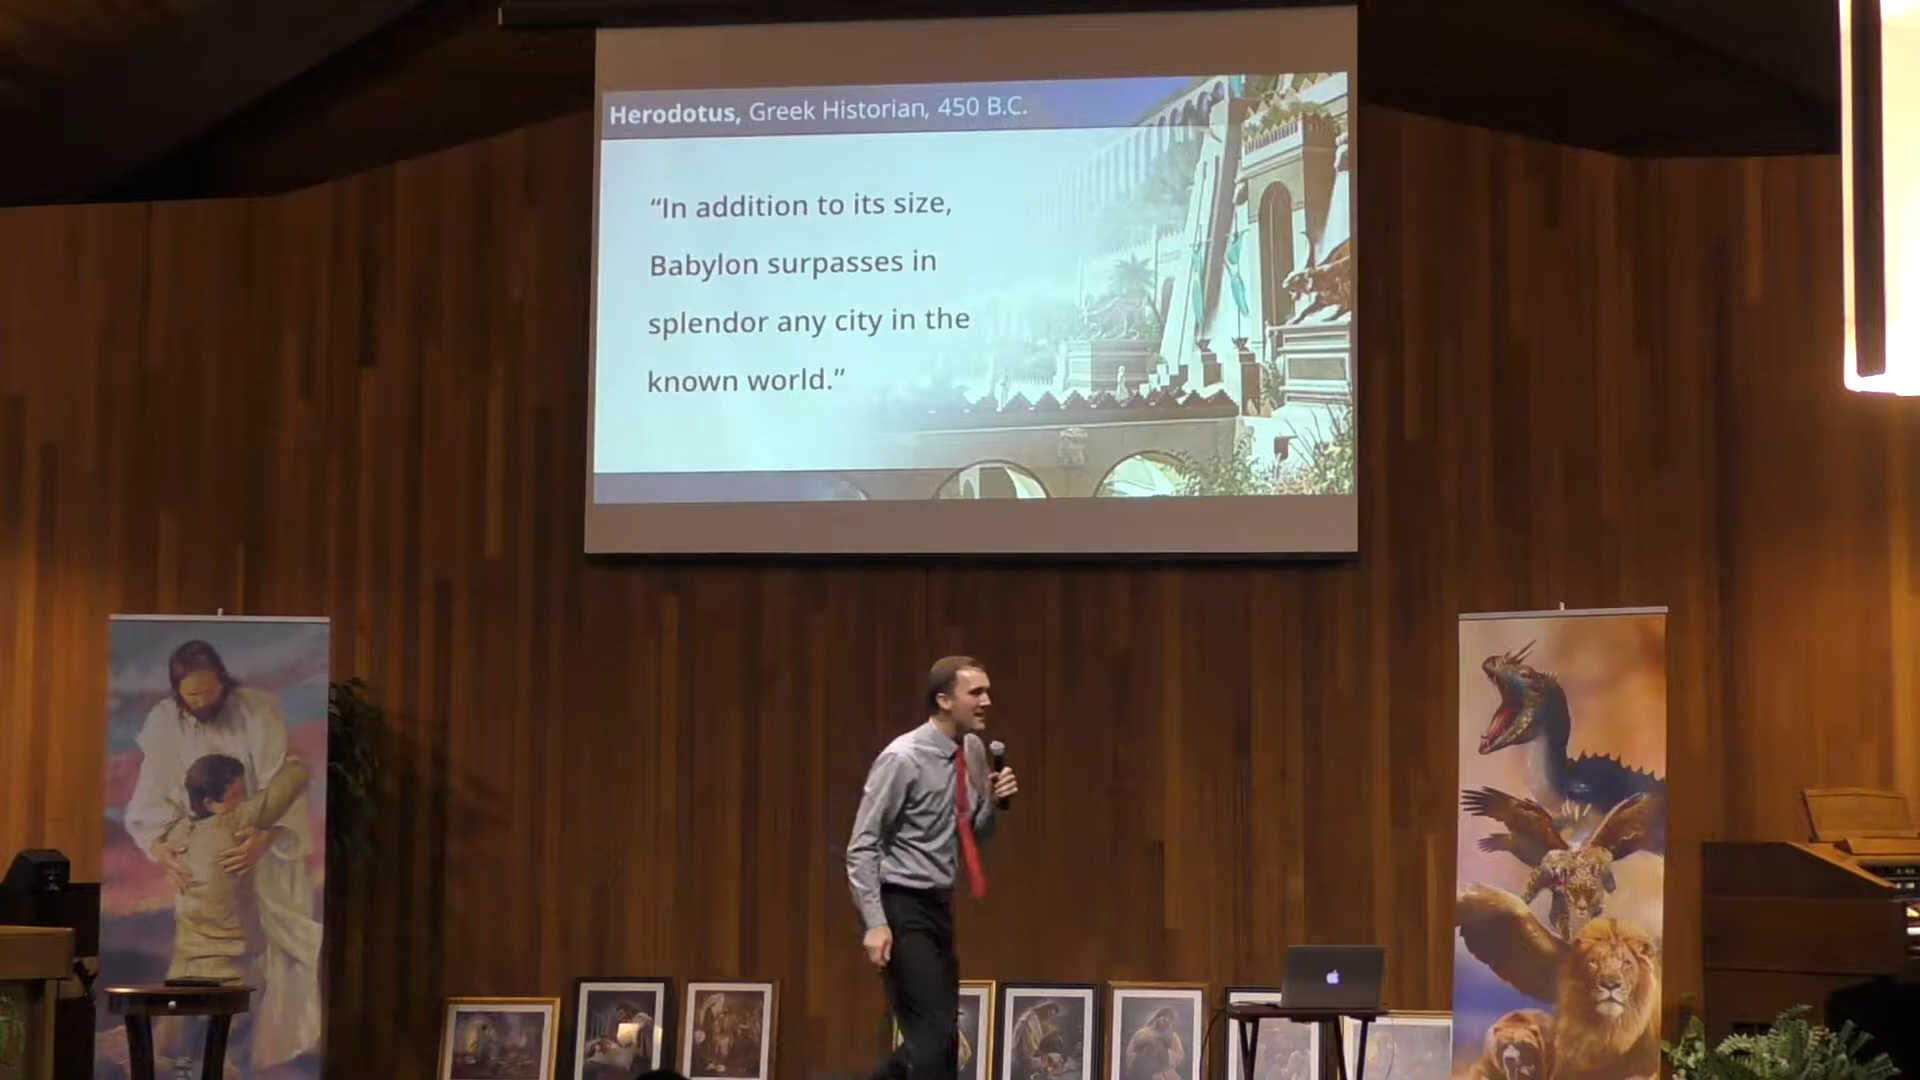 Herodotus, Greek Historian, 450 B.C.
“In addition to its size,
Babylon surpasses in
splendor any city in the
known world.”